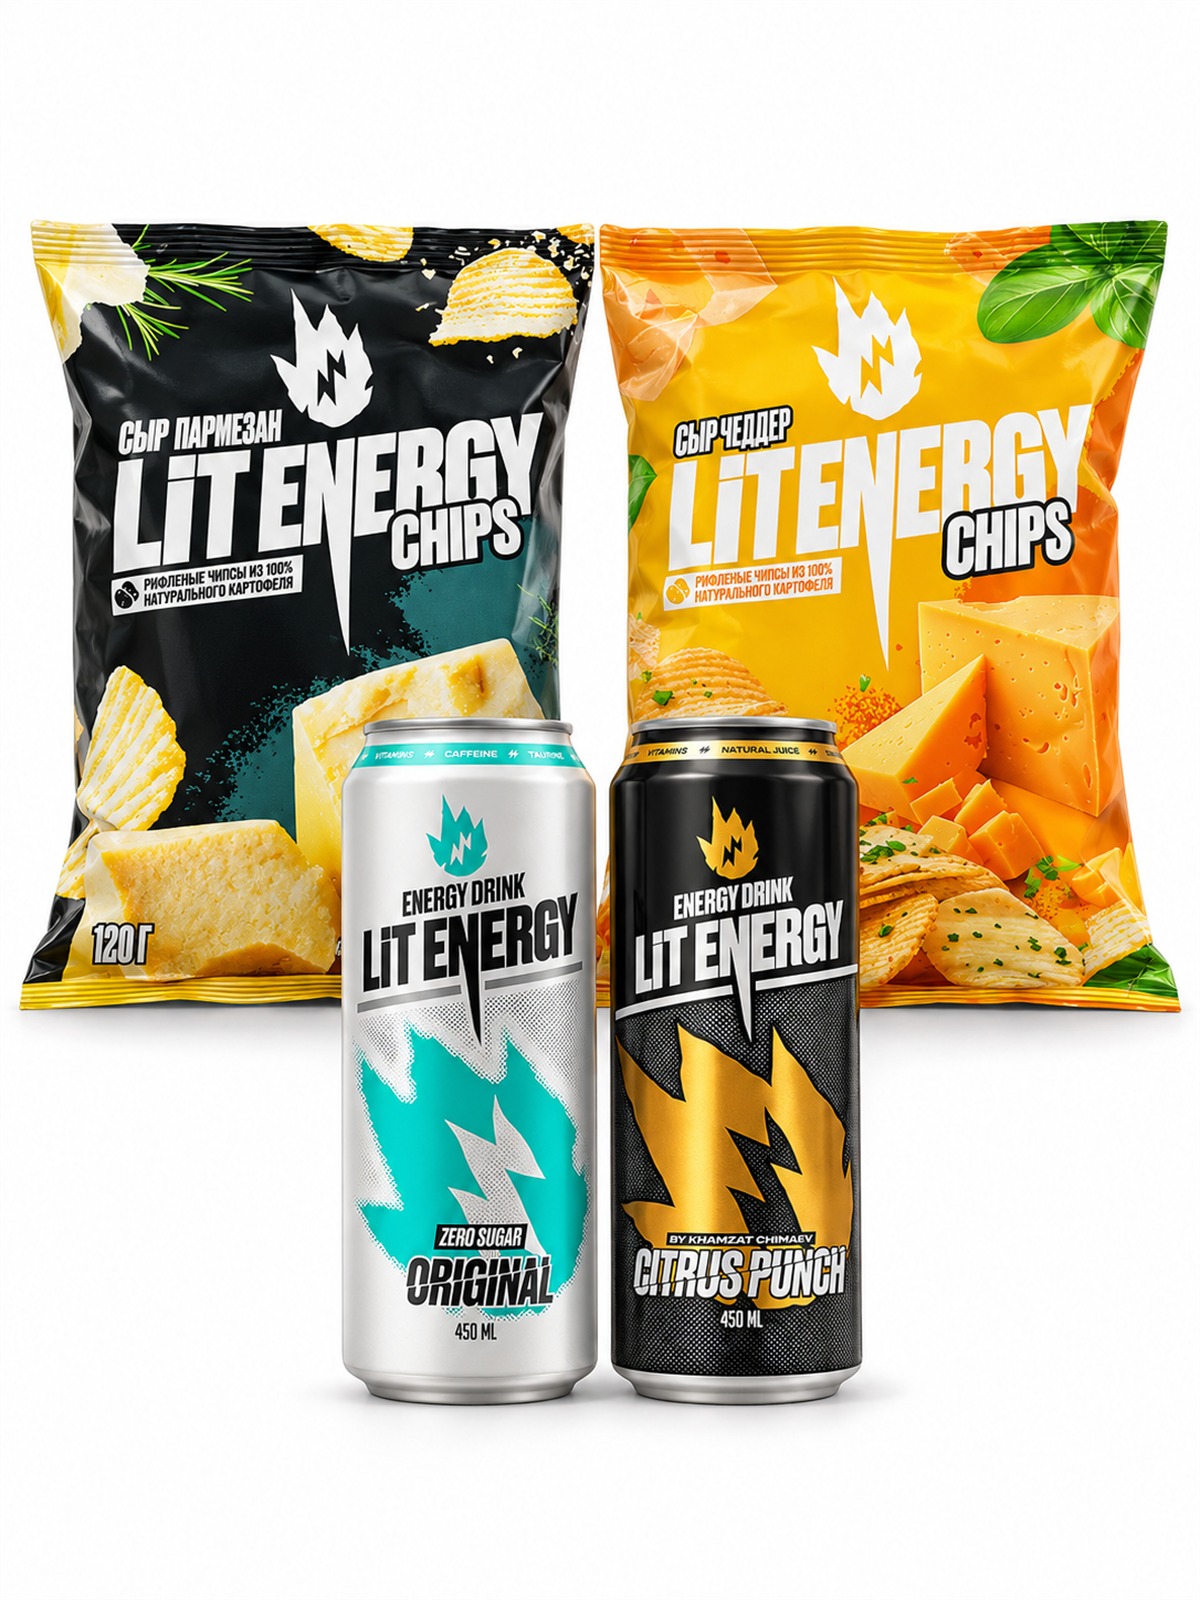 СЫР ПАРМЕЗАН
LiT ENERGY
CHIPS
РИФЛЕНЫЕ ЧИПСЫ ИЗ 100%
НАТУРАЛЬНОГО КАРТОФЕЛЯ
120 Г
СЫР ЧЕДДЕР
LiT ENERGY
CHIPS
РИФЛЕНЫЕ ЧИПСЫ ИЗ 100%
НАТУРАЛЬНОГО КАРТОФЕЛЯ
VITAMINS CAFFEINE
ENERGY DRINK
LiT ENERGY
ZERO SUGAR
ORIGINAL
450 ML
VITAMINS NATURAL JUICE
ENERGY DRINK
LiT ENERGY
BY KHAMZAT CHIMAEV
CITRUS PUNCH
450 ML